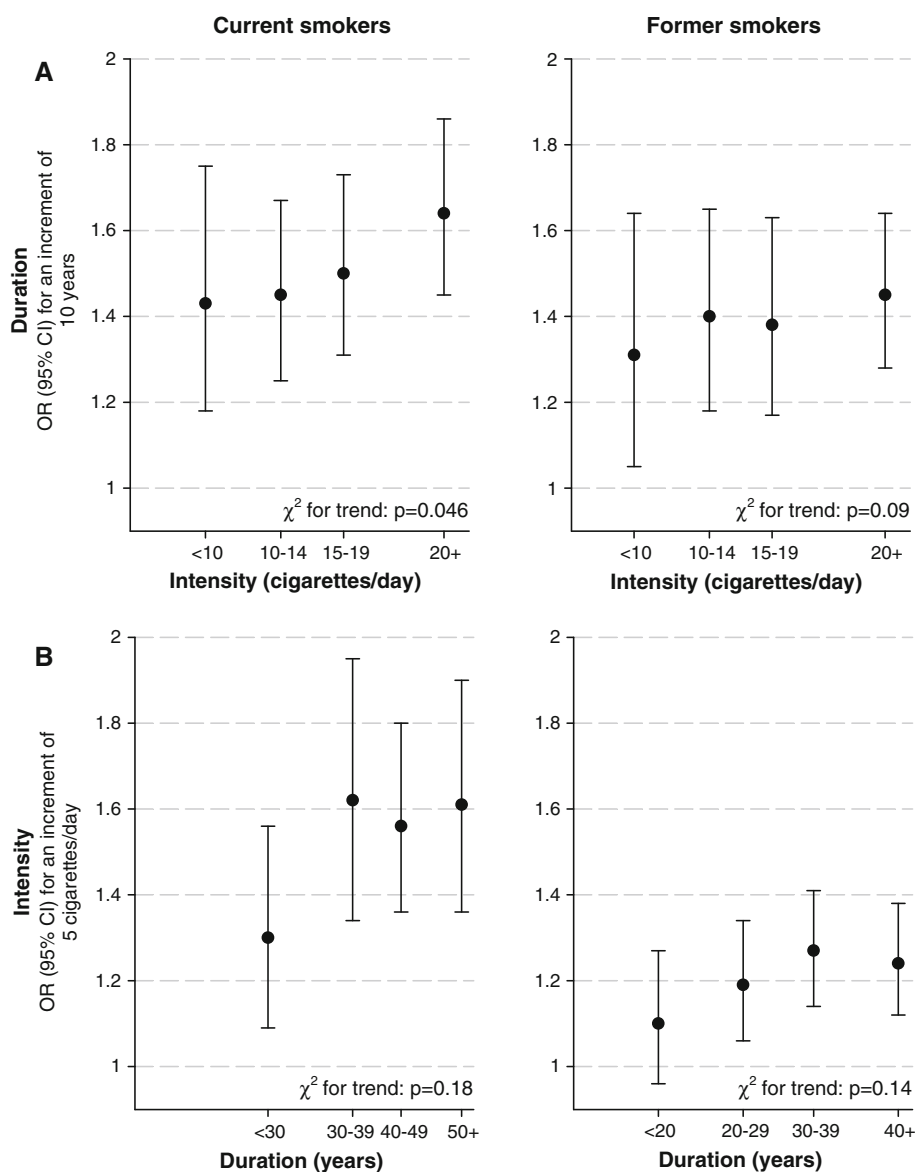 Current smokers
Former smokers
A
Duration
OR (95% CI) for an increment of
10 years
2
1.8
1.6
1.4
1.2
1
χ² for trend: p=0.046
<10 10-14 15-19 20+
Intensity (cigarettes/day)
2
1.8
1.6
1.4
1.2
1
χ² for trend: p=0.09
<10 10-14 15-19 20+
Intensity (cigarettes/day)
B
Intensity
OR (95% CI) for an increment of
5 cigarettes/day
2
1.8
1.6
1.4
1.2
1
χ² for trend: p=0.18
<30 30-39 40-49 50+
Duration (years)
2
1.8
1.6
1.4
1.2
1
χ² for trend: p=0.14
<20 20-29 30-39 40+
Duration (years)